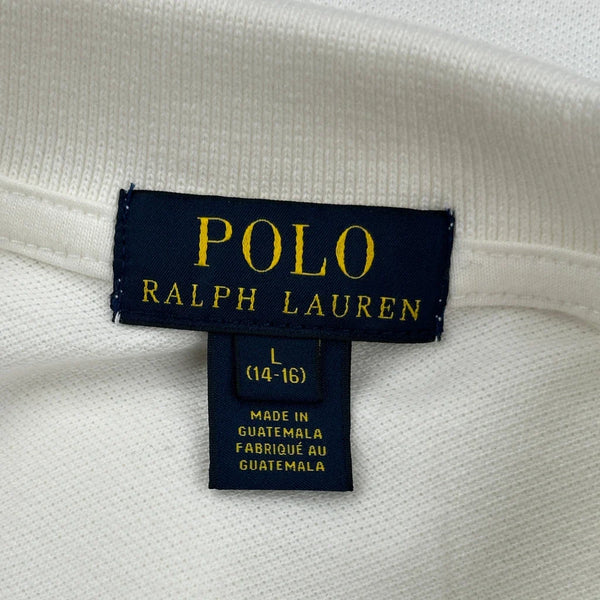 POLO
RALPH LAUREN
L
(14-16)
MADE IN
GUATEMALA
FABRIQUÉ AU
GUATEMALA